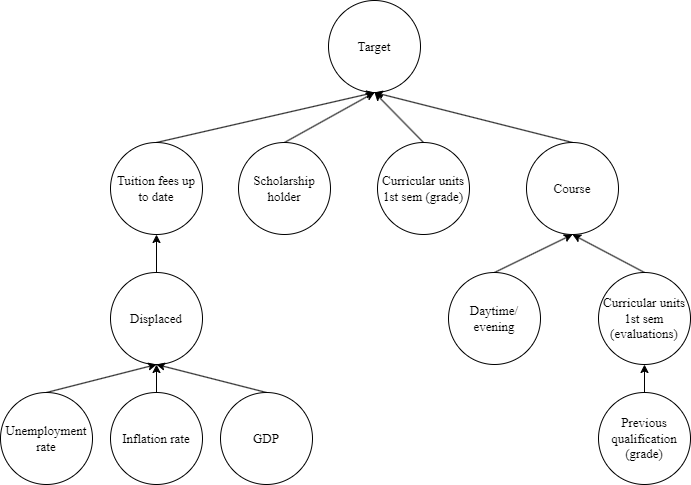 Target
Tuition fees up
to date
Scholarship
holder
Curricular units
1st sem (grade)
Course
Displaced
Daytime/
evening
Curricular units
1st sem
(evaluations)
Unemployment
rate
Inflation rate
GDP
Previous
qualification
(grade)